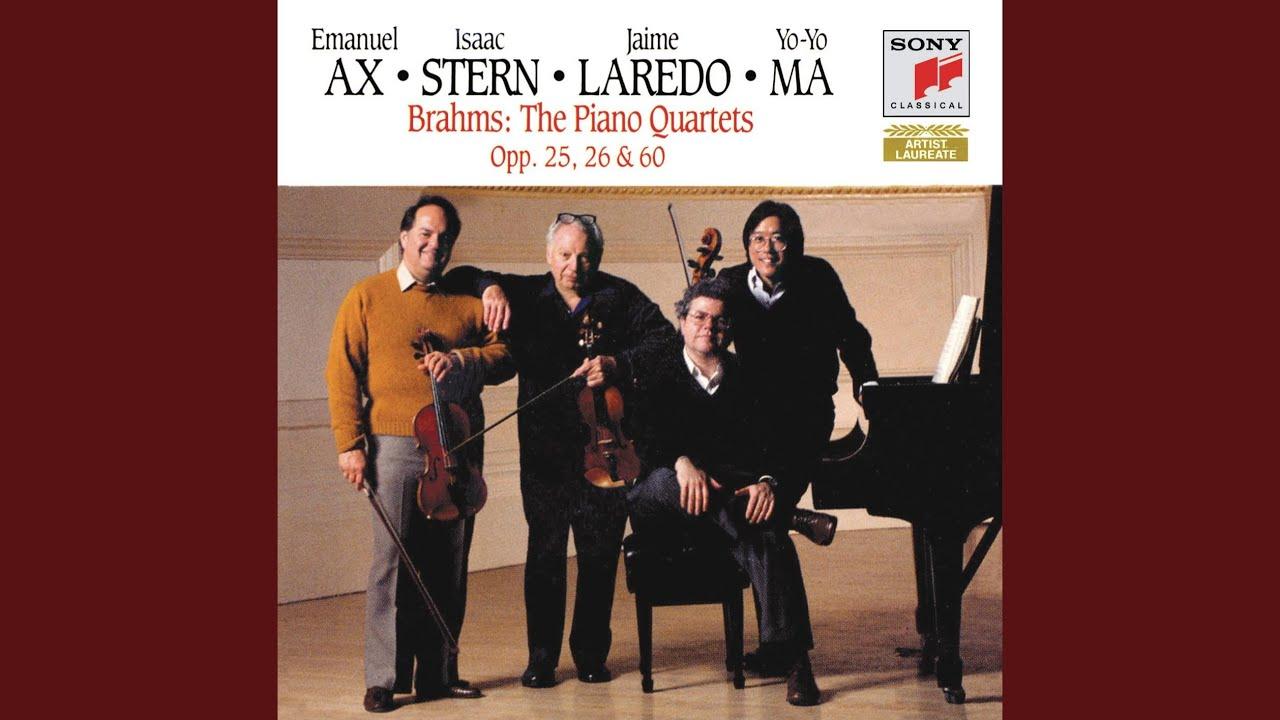 Emanuel Isaac Jaime Yo-Yo
AX • STERN • LAREDO • MA
Brahms: The Piano Quartets
Opp. 25, 26 & 60
SONY
CLASSICAL
ARTIST
LAUREATE